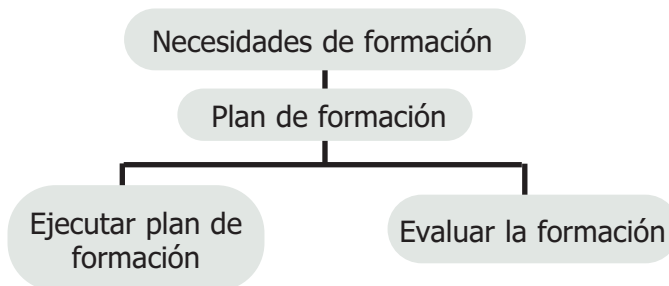 Necesidades de formación
Plan de formación
Ejecutar plan de
formación
Evaluar la formación